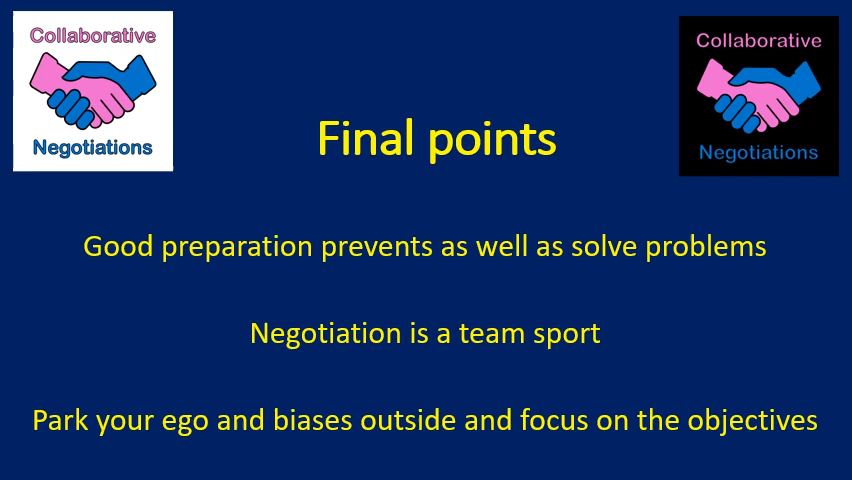 Collaborative
Negotiations
Collaborative
Negotiations
Final points
Good preparation prevents as well as solve problems
Negotiation is a team sport
Park your ego and biases outside and focus on the objectives